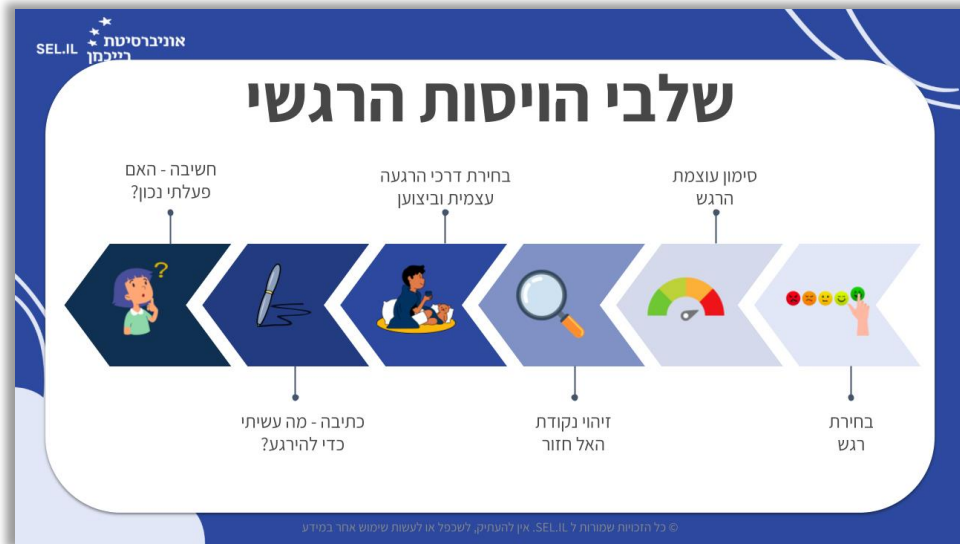 SEL.IL
אוניברסיטת
רייכמן
שלבי הויסות הרגשי
סימון עוצמת
הרגש
בחירת דרכי הרגעה
עצמית וביצוען
חשיבה - האם
פעלתי נכון?
?
בחירת
רגש
זיהוי נקודת
האל חזור
כתיבה - מה עשיתי
כדי להירגע?
© כל הזכויות שמורות ל SEL.IL. אין להעתיק, לשכפל או לעשות שימוש אחר במידע